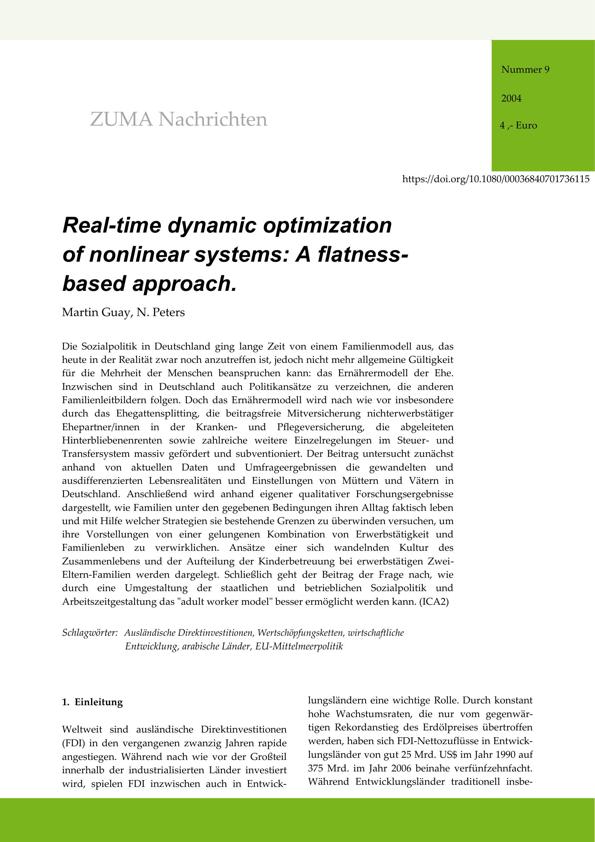 Nummer 9
2004
4 ,- Euro
ZUMA Nachrichten
https://doi.org/10.1080/00036840701736115
Real-time dynamic optimization
of nonlinear systems: A flatness-
based approach.
Martin Guay, N. Peters
Die Sozialpolitik in Deutschland ging lange Zeit von einem Familienmodell aus, das
heute in der Realität zwar noch anzutreffen ist, jedoch nicht mehr allgemeine Gültigkeit
für die Mehrheit der Menschen beanspruchen kann: das Ernährermodell der Ehe.
Inzwischen sind in Deutschland auch Politikansätze zu verzeichnen, die anderen
Familienleitbildern folgen. Doch das Ernährermodell wird nach wie vor insbesondere
durch das Ehegattensplitting, die beitragsfreie Mitversicherung nichterwerbstätiger
Ehepartner/innen in der Kranken- und Pflegeversicherung, die abgeleiteten
Hinterbliebenenrenten sowie zahlreiche weitere Einzelregelungen im Steuer- und
Transfersystem massiv gefördert und subventioniert. Der Beitrag untersucht zunächst
anhand von aktuellen Daten und Umfrageergebnissen die gewandelten und
ausdifferenzierten Lebensrealitäten und Einstellungen von Müttern und Vätern in
Deutschland. Anschließend wird anhand eigener qualitativer Forschungsergebnisse
dargestellt, wie Familien unter den gegebenen Bedingungen ihren Alltag faktisch leben
und mit Hilfe welcher Strategien sie bestehende Grenzen zu überwinden versuchen, um
ihre Vorstellungen von einer gelungenen Kombination von Erwerbstätigkeit und
Familienleben zu verwirklichen. Ansätze einer sich wandelnden Kultur des
Zusammenlebens und der Aufteilung der Kinderbetreuung bei erwerbstätigen Zwei-
Eltern-Familien werden dargelegt. Schließlich geht der Beitrag der Frage nach, wie
durch eine Umgestaltung der staatlichen und betrieblichen Sozialpolitik und
Arbeitszeitgestaltung das "adult worker model" besser ermöglicht werden kann. (ICA2)
Schlagwörter: Ausländische Direktinvestitionen, Wertschöpfungsketten, wirtschaftliche
Entwicklung, arabische Länder, EU-Mittelmeerpolitik
1. Einleitung
Weltweit sind ausländische Direktinvestitionen
(FDI) in den vergangenen zwanzig Jahren rapide
angestiegen. Während nach wie vor der Großteil
innerhalb der industrialisierten Länder investiert
wird, spielen FDI inzwischen auch in Entwick-
lungsländern eine wichtige Rolle. Durch konstant
hohe Wachstumsraten, die nur vom gegenwär-
tigen Rekordanstieg des Erdölpreises übertroffen
werden, haben sich FDI-Nettozuflüsse in Entwick-
lungsländer von gut 25 Mrd. US$ im Jahr 1990 auf
375 Mrd. im Jahr 2006 beinahe verfünfzehnfacht.
Während Entwicklungsländer traditionell insbe-